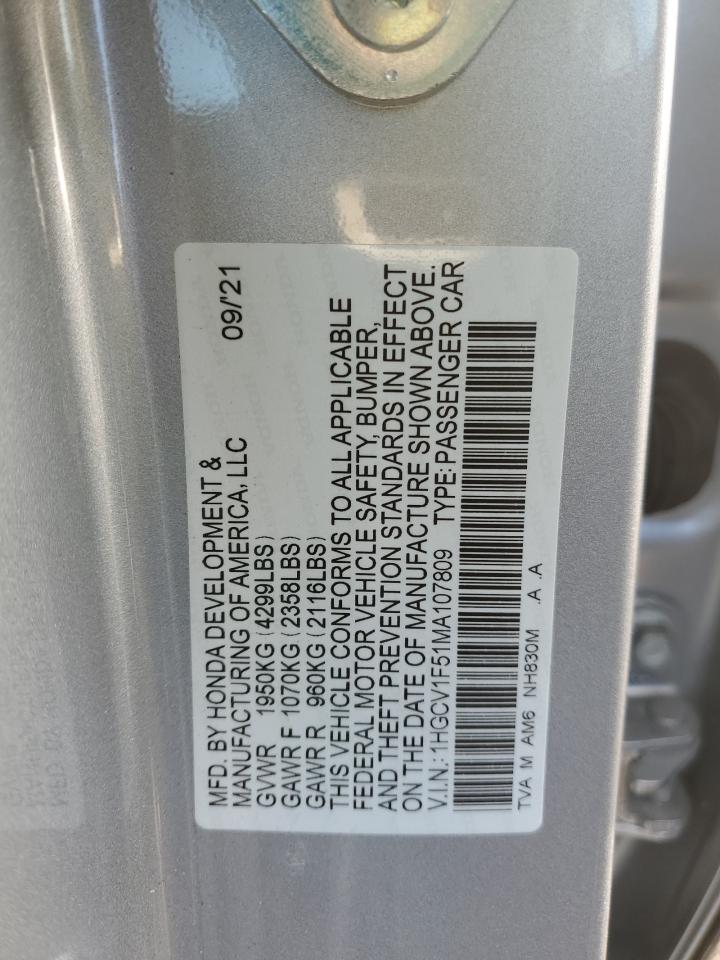 MFD. BY HONDA DEVELOPMENT &
MANUFACTURING OF AMERICA, LLC 09/'21
GVWR 1950KG (4299LBS)
GAWR F 1070KG (2358LBS)
GAWR R 960KG (2116LBS)
THIS VEHICLE CONFORMS TO ALL APPLICABLE
FEDERAL MOTOR VEHICLE SAFETY, BUMPER,
AND THEFT PREVENTION STANDARDS IN EFFECT
ON THE DATE OF MANUFACTURE SHOWN ABOVE.
V.I.N.: 1HGCV1F51MA107809 TYPE: PASSENGER CAR
TVA M AM6 NH830M .A .A